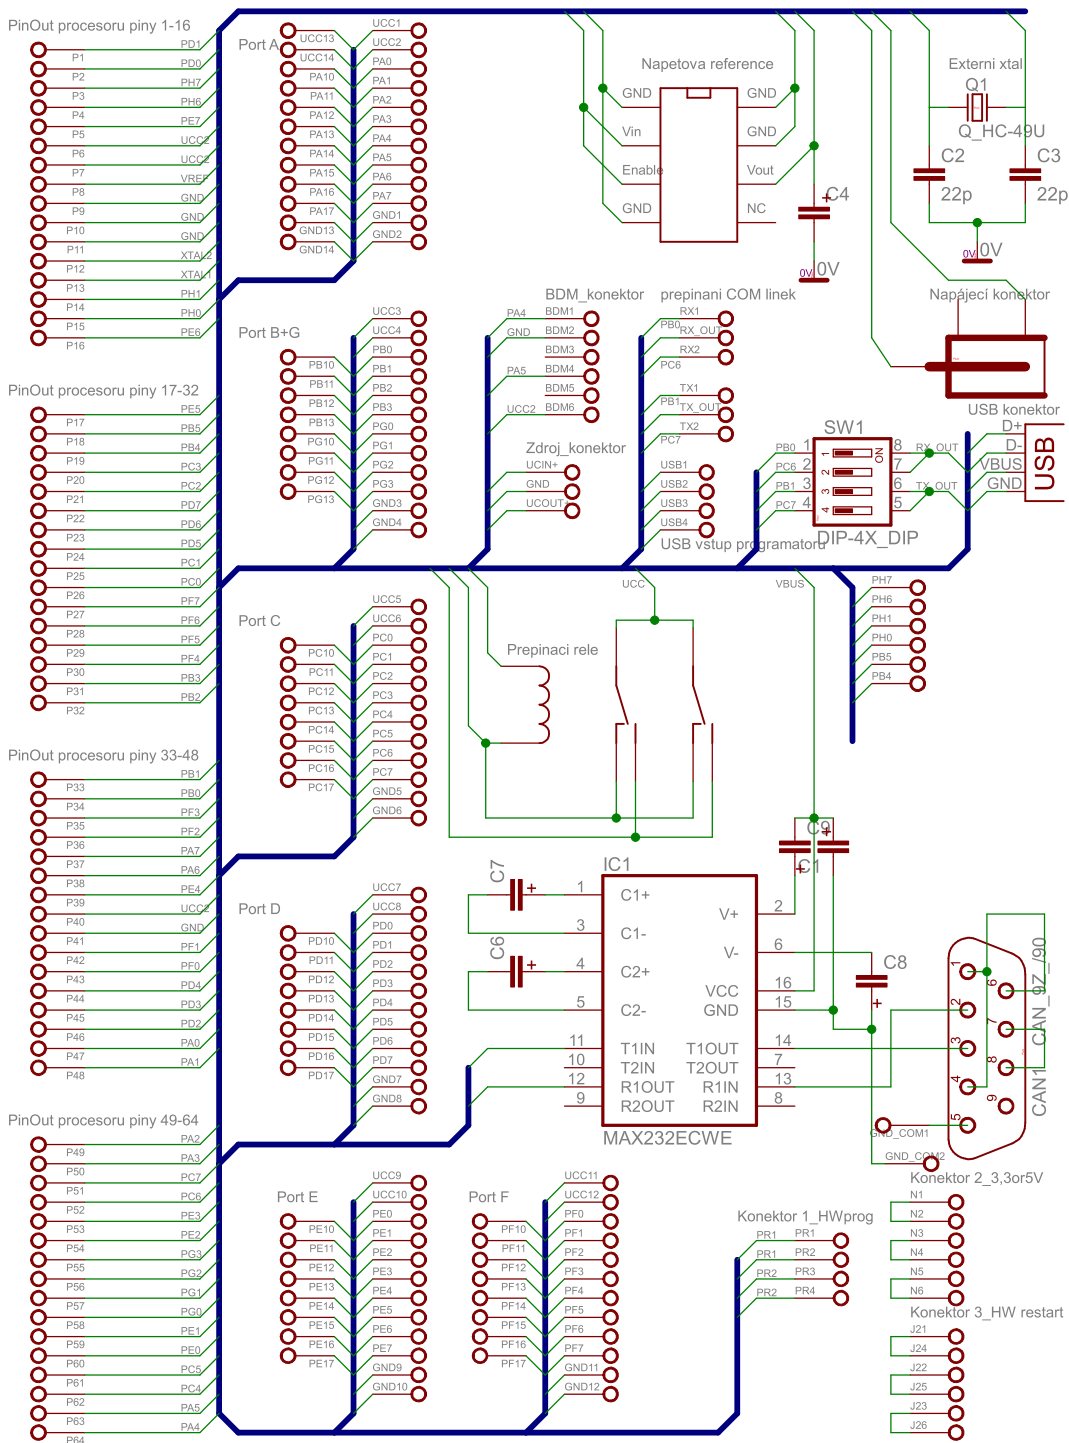 PinOut procesoru piny 1-16
P1 PD1
P2 PD0
P3 PH7
P4 PH6
P5 PE7
P6 UCC2
P7 UCC2
P8 VREF
P9 GND
P10 GND
P11 GND
P12 XTAL2
P13 XTAL1
P14 PH1
P15 PH0
P16 PE6
PinOut procesoru piny 17-32
P17 PE5
P18 PB5
P19 PB4
P20 PC3
P21 PC2
P22 PD7
P23 PD6
P24 PD5
P25 PC1
P26 PC0
P27 PF7
P28 PF6
P29 PF5
P30 PF4
P31 PB3
P32 PB2
PinOut procesoru piny 33-48
P33 PB1
P34 PB0
P35 PF3
P36 PF2
P37 PA7
P38 PA6
P39 PE4
P40 UCC2
P41 GND
P42 PF1
P43 PF0
P44 PD4
P45 PD3
P46 PD2
P47 PA0
P48 PA1
PinOut procesoru piny 49-64
P49 PA2
P50 PA3
P51 PC7
P52 PC6
P53 PE3
P54 PE2
P55 PG3
P56 PG2
P57 PG1
P58 PG0
P59 PE1
P60 PE0
P61 PC5
P62 PC4
P63 PA5
P64 PA4
Port A
UCC13 UCC1
UCC14 UCC2
PA10 PA0
PA11 PA1
PA12 PA2
PA13 PA3
PA14 PA4
PA15 PA5
PA16 PA6
PA17 PA7
GND13 GND1
GND14 GND2
Port B+G
UCC3
UCC4
PB10 PB0
PB11 PB1
PB12 PB2
PB13 PB3
PG10 PG0
PG11 PG1
PG12 PG2
PG13 PG3
GND3
GND4
Port C
UCC5
UCC6
PC10 PC0
PC11 PC1
PC12 PC2
PC13 PC3
PC14 PC4
PC15 PC5
PC16 PC6
PC17 PC7
GND5
GND6
Port D
UCC7
UCC8
PD10 PD0
PD11 PD1
PD12 PD2
PD13 PD3
PD14 PD4
PD15 PD5
PD16 PD6
PD17 PD7
GND7
GND8
Port E
UCC9
UCC10
PE10 PE0
PE11 PE1
PE12 PE2
PE13 PE3
PE14 PE4
PE15 PE5
PE16 PE6
PE17 PE7
GND9
GND10
Port F
UCC11
UCC12
PF10 PF0
PF11 PF1
PF12 PF2
PF13 PF3
PF14 PF4
PF15 PF5
PF16 PF6
PF17 PF7
GND11
GND12
Napetova reference
GND GND
Vin GND
Enable Vout
GND NC
C4
0V 0V
Externi xtal
Q1
Q_HC-49U
C2 C3
22p 22p
0V 0V
Napájecí konektor
BDM_konektor
PA4 BDM1
GND BDM2
BDM3
PA5 BDM4
BDM5
UCC2 BDM6
Zdroj_konektor
UCIN+
GND
UCOUT+
prepinani COM linek
RX1
PB0 RX_OUT
RX2
PC6
TX1
PB1 TX_OUT
TX2
PC7
USB1
USB2
USB3
USB4
USB vstup programatoru
SW1
PB0 1 1 ON 8 RX_OUT
PC6 2 2 7
PB1 3 3 6 TX_OUT
PC7 4 4 5
DIP-4X_DIP
USB konektor
D+
D-
VBUS
GND
USB
UCC
VBUS
PH7
PH6
PH1
PH0
PB5
PB4
Prepinaci rele
C9
C1
C7
C6
C8
IC1
1 C1+
V+ 2
3 C1-
V- 6
4 C2+
VCC 16
5 C2-
GND 15
11 T1IN T1OUT 14
10 T2IN T2OUT 7
12 R1OUT R1IN 13
9 R2OUT R2IN 8
MAX232ECWE
1
6
2
7
3
8
4
9
5
CAN1 CAN_9Z_/90
GND_COM1
GND_COM2
Konektor 2_3,3or5V
N1
N2
N3
N4
N5
N6
Konektor 3_HW restart
J21
J24
J22
J25
J23
J26
Konektor 1_HWprog
PR1 PR1
PR1 PR2
PR2 PR3
PR2 PR4